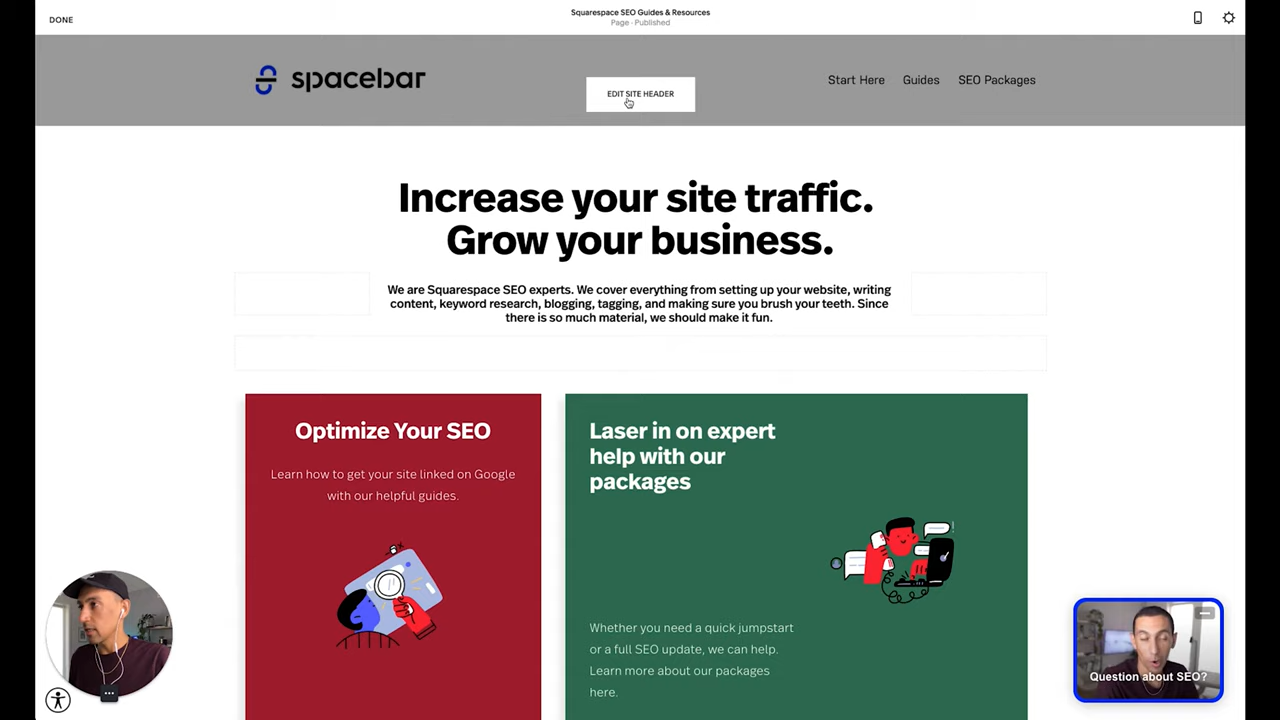 DONE
Squarespace SEO Guides & Resources
Page · Published
spacebar
EDIT SITE HEADER
Start Here
Guides
SEO Packages
Increase your site traffic.
Grow your business.
We are Squarespace SEO experts. We cover everything from setting up your website, writing
content, keyword research, blogging, tagging, and making sure you brush your teeth. Since
there is so much material, we should make it fun.
Optimize Your SEO
Learn how to get your site linked on Google
with our helpful guides.
Laser in on expert
help with our
packages
Whether you need a quick jumpstart
or a full SEO update, we can help.
Learn more about our packages
here.
Question about SEO?